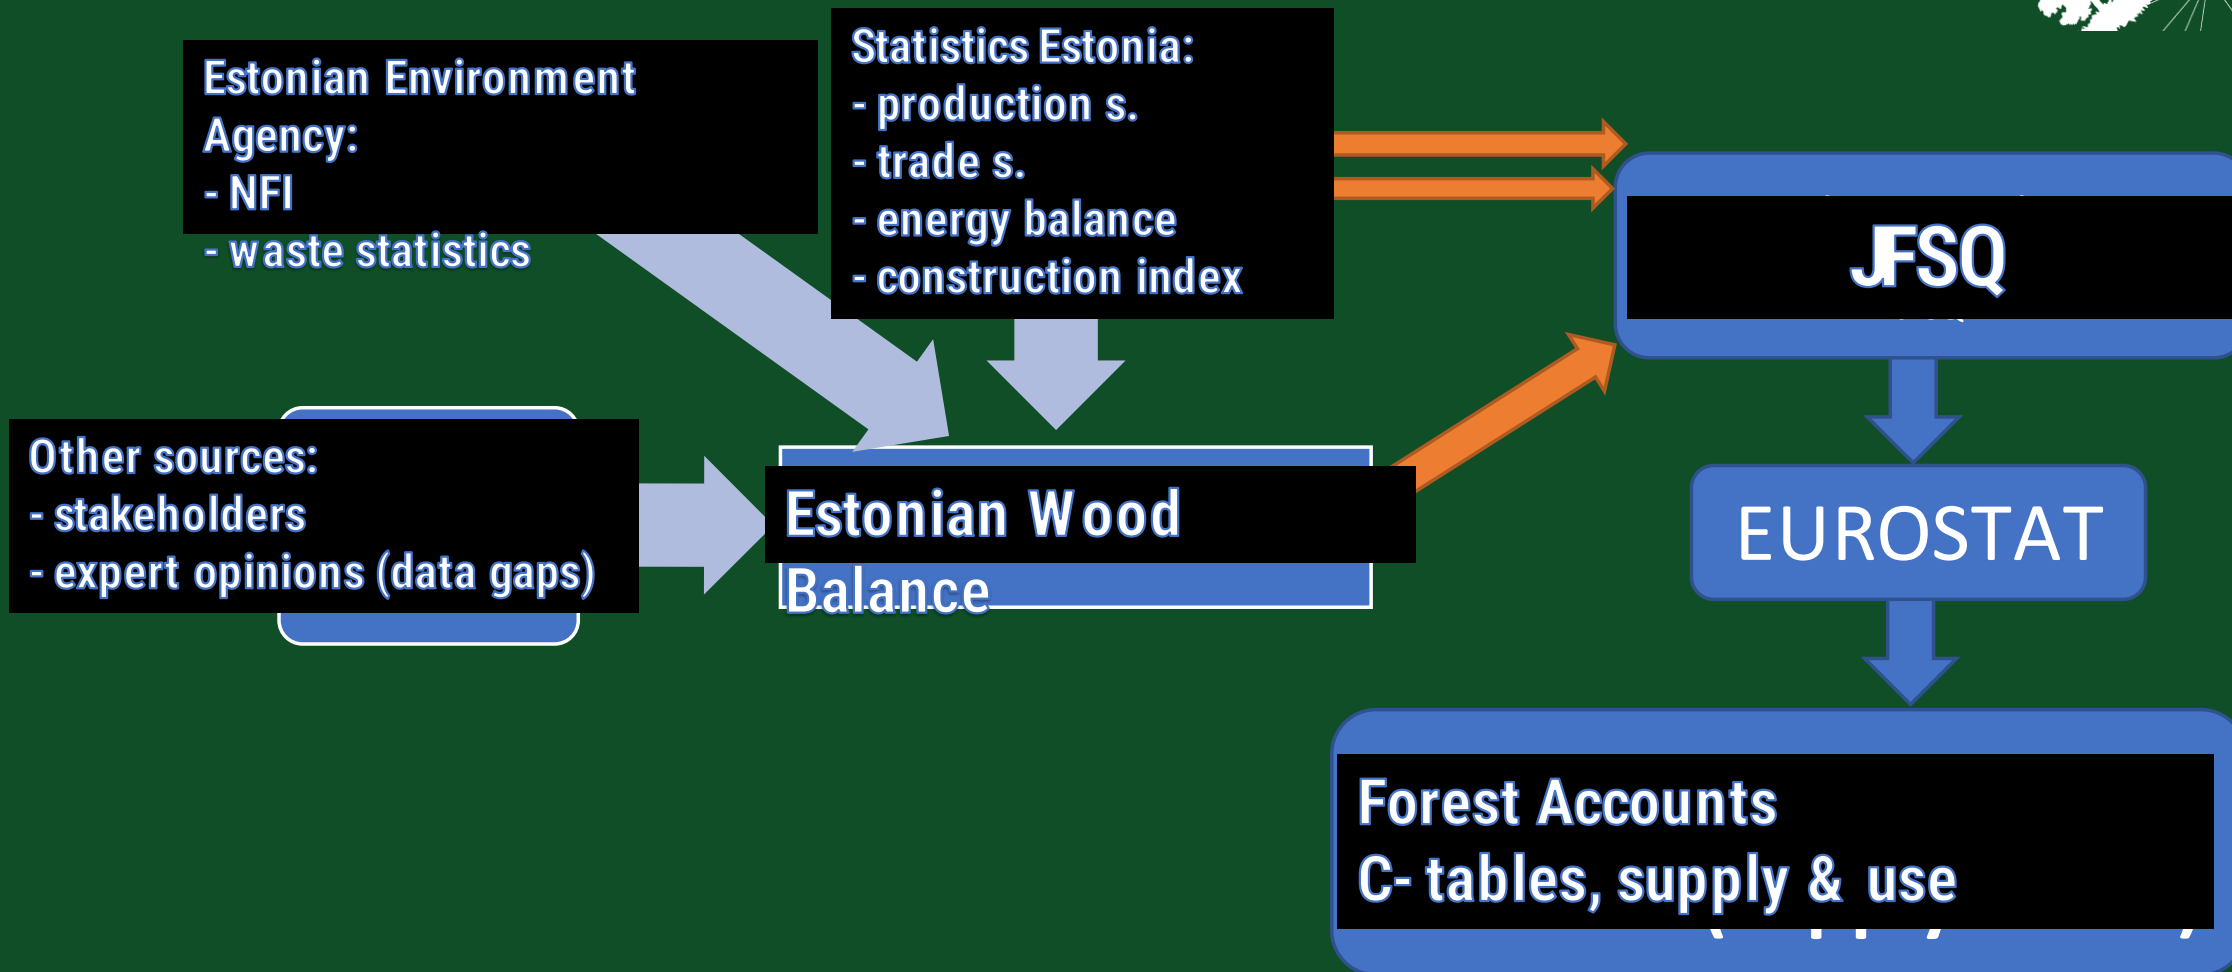 Estonian Environment
Agency:
- NFI
- waste statistics
Statistics Estonia:
- production s.
- trade s.
- energy balance
- construction index
JFSQ
Other sources:
- stakeholders
- expert opinions (data gaps)
Estonian Wood
Balance
EUROSTAT
Forest Accounts
C- tables, supply & use